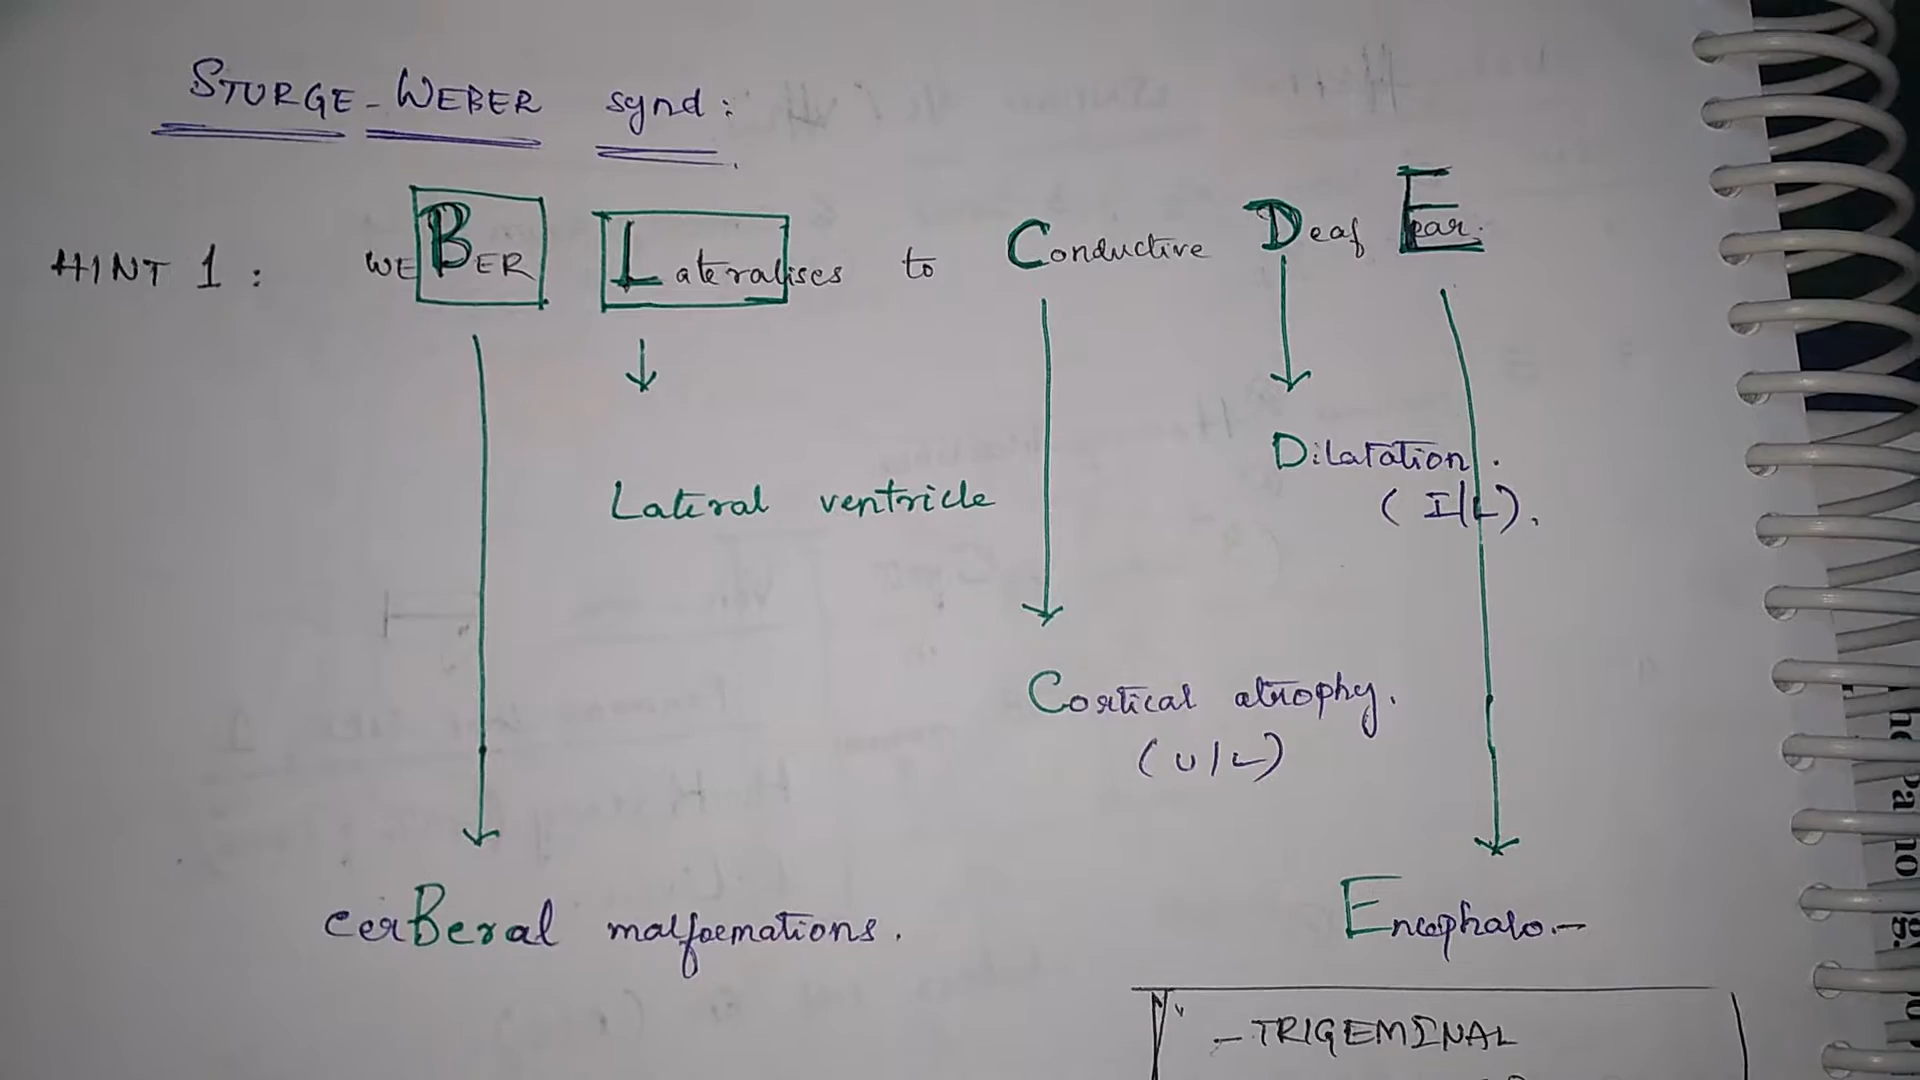 STURGE-WEBER synd:
HINT 1: WEBER Lateralises to Conductive Deaf Ear.
Dilatation.
(I/L).
Lateral ventricle
Cortical atrophy.
(U/L)
cerBeral malformations.
Encephalo-
- TRIGEMINAL